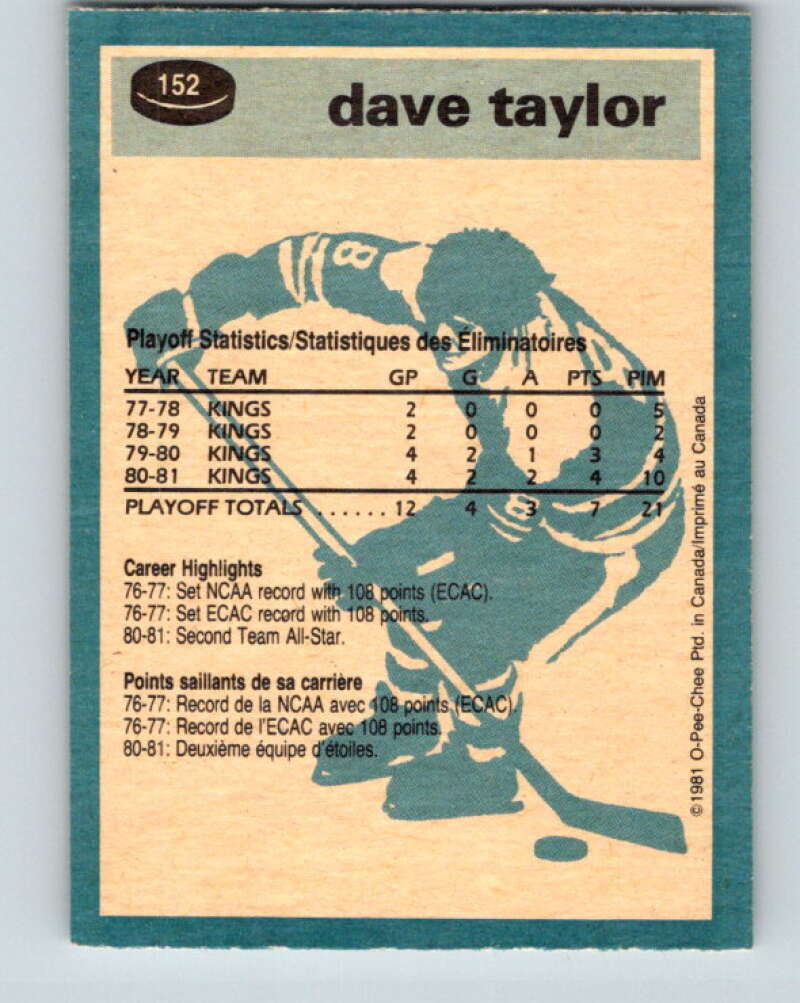 152
dave taylor
8
Playoff Statistics/Statistiques des Éliminatoires
YEAR TEAM GP G A PTS PIM
77-78 KINGS 2 0 0 0 5
78-79 KINGS 2 0 0 0 2
79-80 KINGS 4 2 1 3 4
80-81 KINGS 4 2 2 4 10
PLAYOFF TOTALS ...... 12 4 3 7 21
8
Career Highlights
76-77: Set NCAA record with 108 points (ECAC).
76-77: Set ECAC record with 108 points.
80-81: Second Team All-Star.
Points saillants de sa carrière
76-77: Record de la NCAA avec 108 points (ECAC).
76-77: Record de l'ECAC avec 108 points.
80-81: Deuxième équipe d'étoiles.
©1981 O-Pee-Chee Ptd. in Canada/Imprimé au Canada